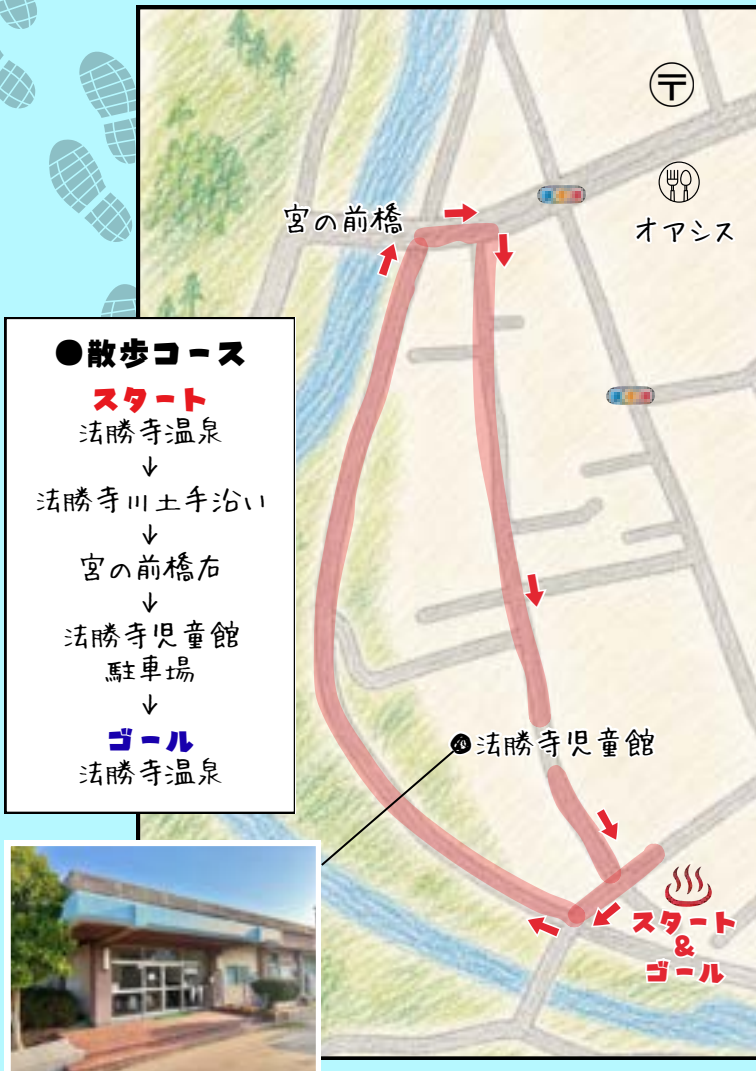 宮の前橋
オアシス
●散歩コース
スタート
法勝寺温泉
↓
法勝寺川土手沿い
↓
宮の前橋右
↓
法勝寺児童館
駐車場
↓
ゴール
法勝寺温泉
法勝寺児童館
スタート
&
ゴール